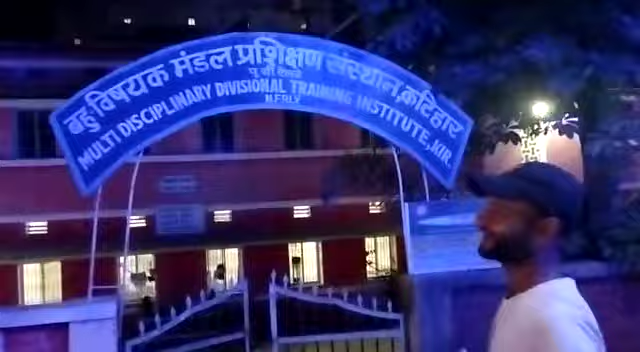 बहु विषयक मंडल प्रशिक्षण संस्थान, कटिहार
पू सी रेलवे
MULTI DISCIPLINARY DIVISIONAL TRAINING INSTITUTE, KIR.
N.F.RLY